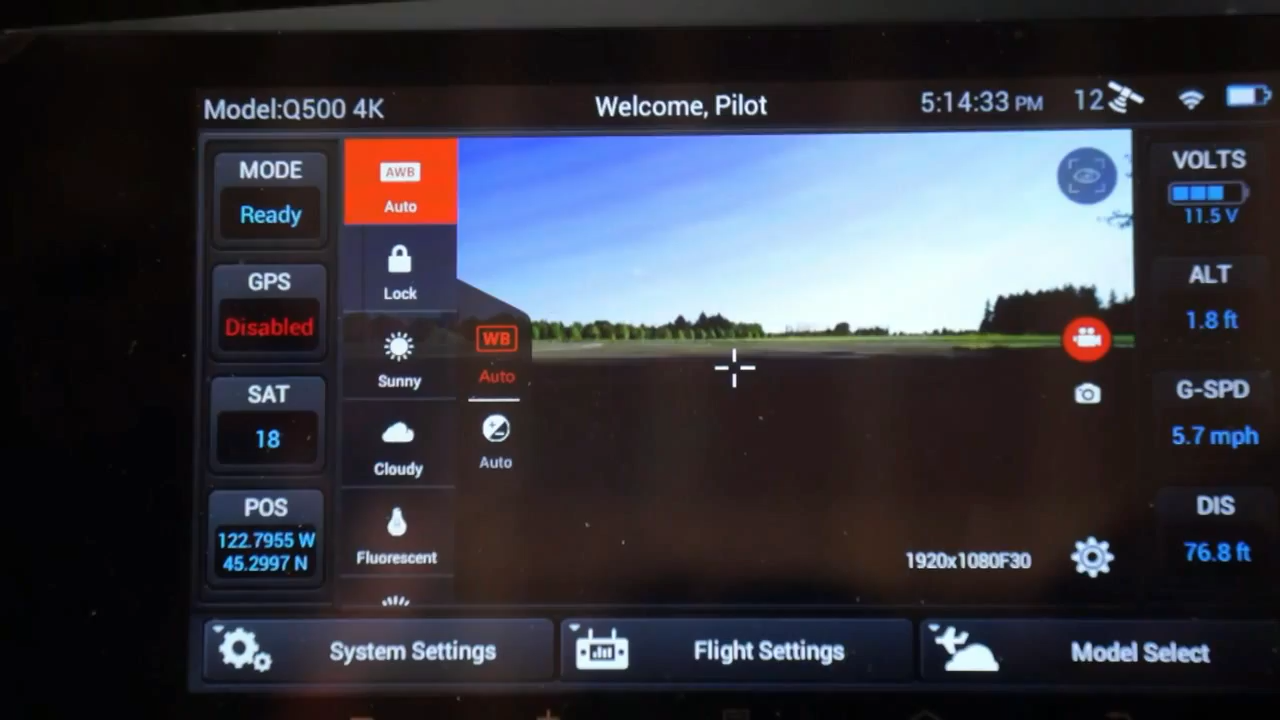 Model:Q500 4K
Welcome, Pilot
5:14:33 PM
12
MODE
Ready
GPS
Disabled
SAT
18
POS
122.7955 W
45.2997 N
AWB
Auto
Lock
Sunny
Cloudy
Fluorescent
WB
Auto
Auto
1920x1080F30
VOLTS
11.5 V
ALT
1.8 ft
G-SPD
5.7 mph
DIS
76.8 ft
System Settings
Flight Settings
Model Select